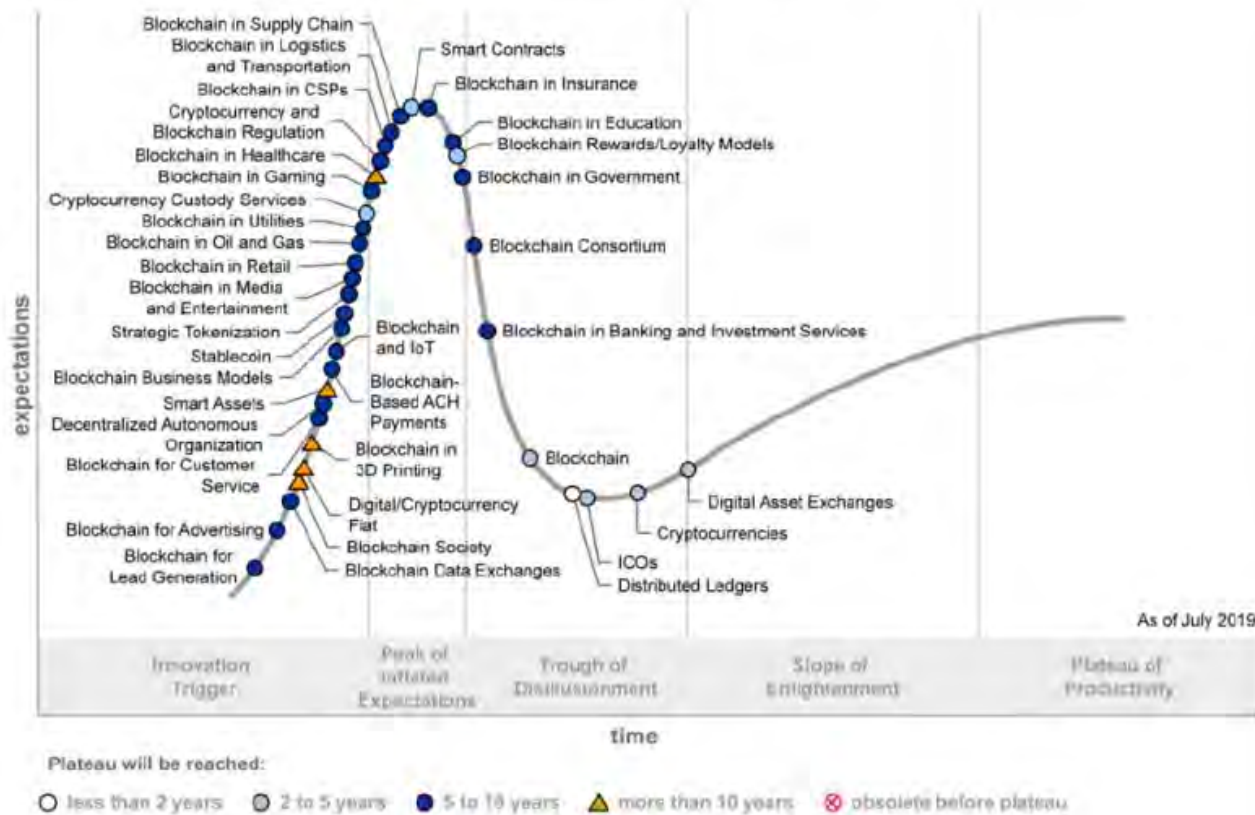 Blockchain in Supply Chain
Blockchain in Logistics
and Transportation
Blockchain in CSPs
Cryptocurrency and
Blockchain Regulation
Blockchain in Healthcare
Blockchain in Gaming
Cryptocurrency Custody Services
Blockchain in Utilities
Blockchain in Oil and Gas
Blockchain in Retail
Blockchain in Media
and Entertainment
Strategic Tokenization
Stablecoin
Blockchain Business Models
Smart Assets
Decentralized Autonomous
Organization
Blockchain for Customer
Service
Blockchain for Advertising
Blockchain for
Lead Generation
Smart Contracts
Blockchain in Insurance
Blockchain in Education
Blockchain Rewards/Loyalty Models
Blockchain in Government
Blockchain Consortium
Blockchain in Banking and Investment Services
Blockchain
and IoT
Blockchain-
Based ACH
Payments
Blockchain in
3D Printing
Digital/Cryptocurrency
Fiat
Blockchain Society
Blockchain Data Exchanges
Blockchain
Digital Asset Exchanges
Cryptocurrencies
ICOs
Distributed Ledgers
As of July 2019
expectations
Innovation
Trigger
Peak of
Inflated
Expectations
Trough of
Disillusionment
Slope of
Enlightenment
Plateau of
Productivity
time
Plateau will be reached:
less than 2 years
2 to 5 years
5 to 10 years
more than 10 years
obsolete before plateau